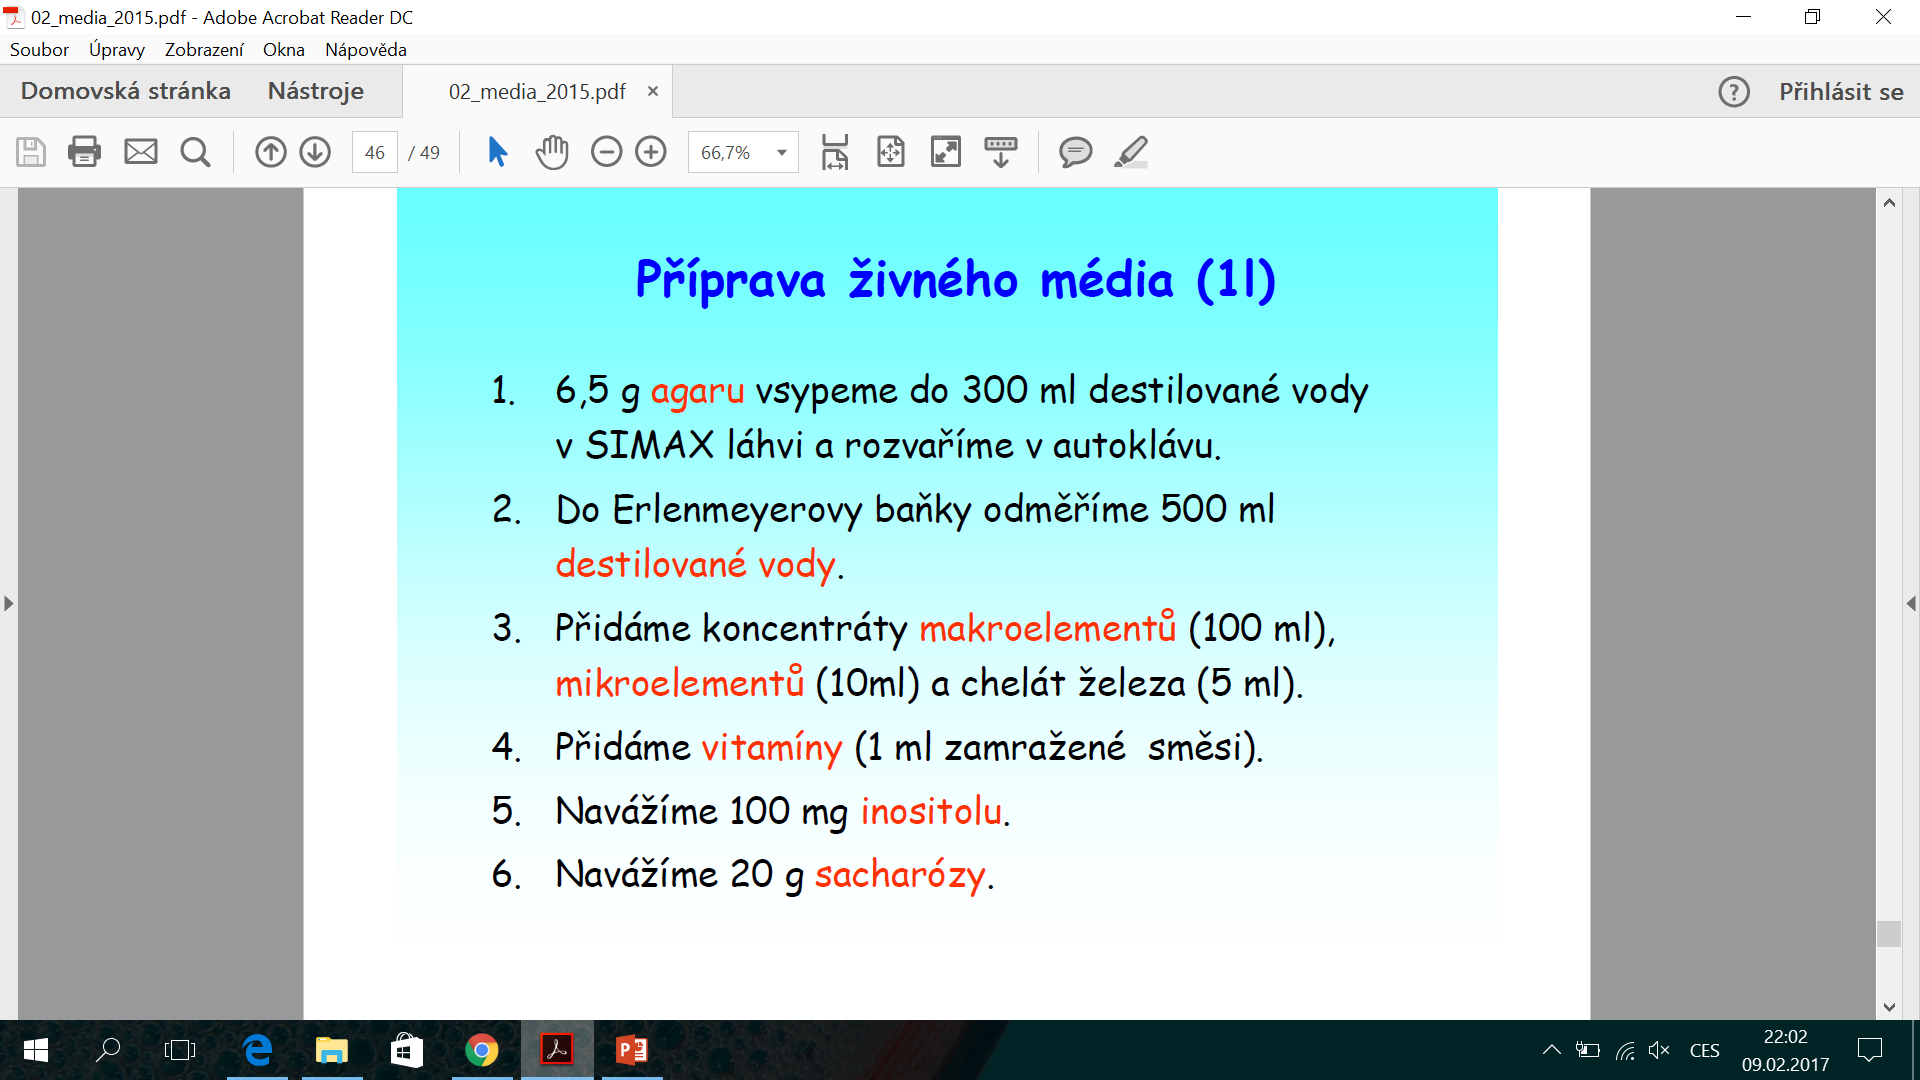 02_media_2015.pdf - Adobe Acrobat Reader DC
Soubor Úpravy Zobrazení Okna Nápověda
Domovská stránka Nástroje 02_media_2015.pdf × ? Přihlásit se
46 / 49 66,7%
Příprava živného média (1l)
1. 6,5 g agaru vsypeme do 300 ml destilované vody
v SIMAX láhvi a rozvaříme v autoklávu.
2. Do Erlenmeyerovy baňky odměříme 500 ml
destilované vody.
3. Přidáme koncentráty makroelementů (100 ml),
mikroelementů (10ml) a chelát železa (5 ml).
4. Přidáme vitamíny (1 ml zamražené  směsi).
5. Navážíme 100 mg inositolu.
6. Navážíme 20 g sacharózy.
CES
22:02
09.02.2017